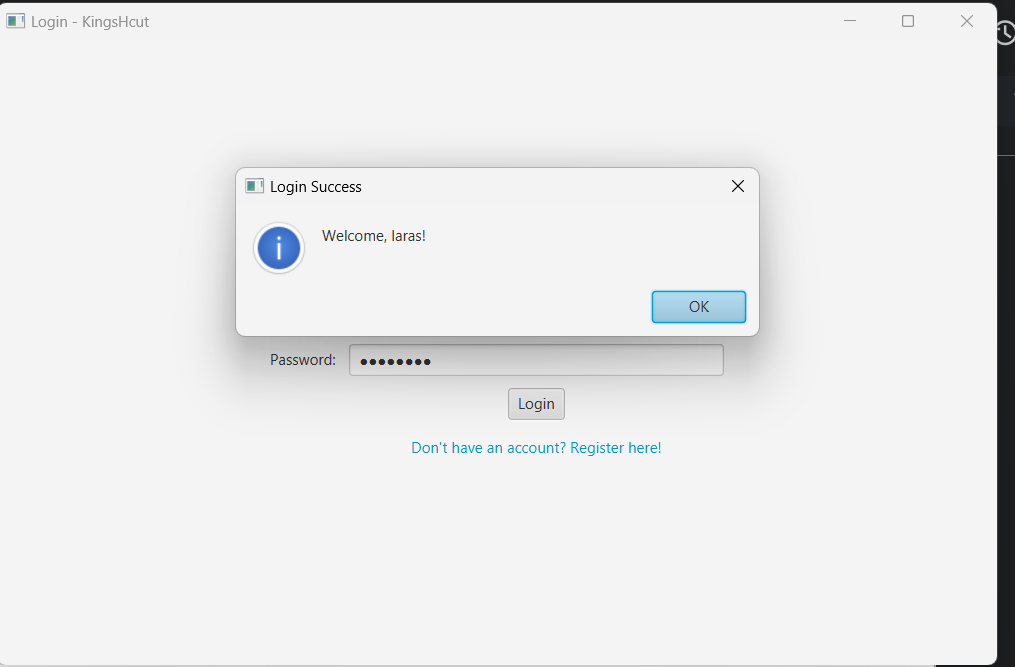 Login - KingsHcut
Login Success
Welcome, laras!
OK
Password:
Login
Don't have an account? Register here!